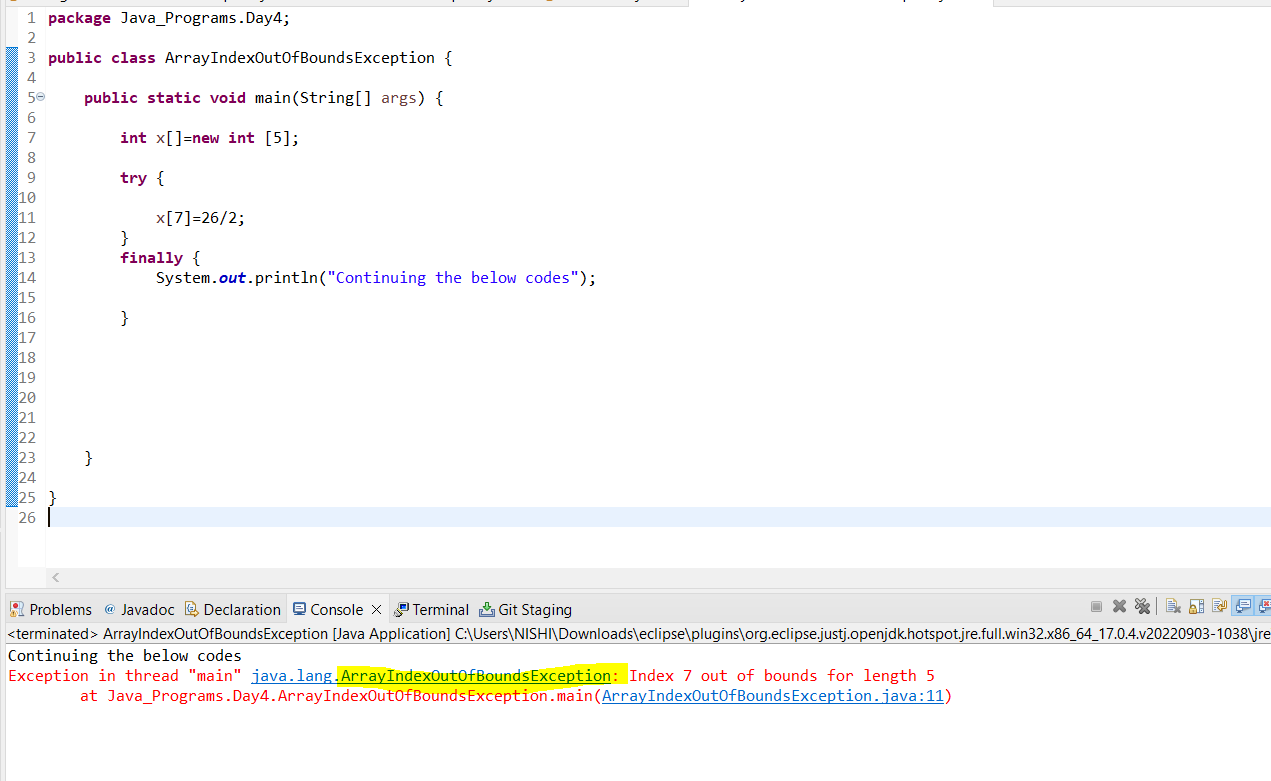 1 package Java_Programs.Day4;
2
3 public class ArrayIndexOutOfBoundsException {
4
5 public static void main(String[] args) {
6
7 int x[]=new int [5];
8
9 try {
10
11 x[7]=26/2;
12 }
13 finally {
14 System.out.println("Continuing the below codes");
15
16 }
17
18
19
20
21
22
23 }
24
25 }
26
Problems @ Javadoc Declaration Console Terminal Git Staging
<terminated> ArrayIndexOutOfBoundsException [Java Application] C:\Users\NISHI\Downloads\eclipse\plugins\org.eclipse.justj.openjdk.hotspot.jre.full.win32.x86_64_17.0.4.v20220903-1038\jre
Continuing the below codes
Exception in thread "main" java.lang.ArrayIndexOutOfBoundsException: Index 7 out of bounds for length 5
at Java_Programs.Day4.ArrayIndexOutOfBoundsException.main(ArrayIndexOutOfBoundsException.java:11)